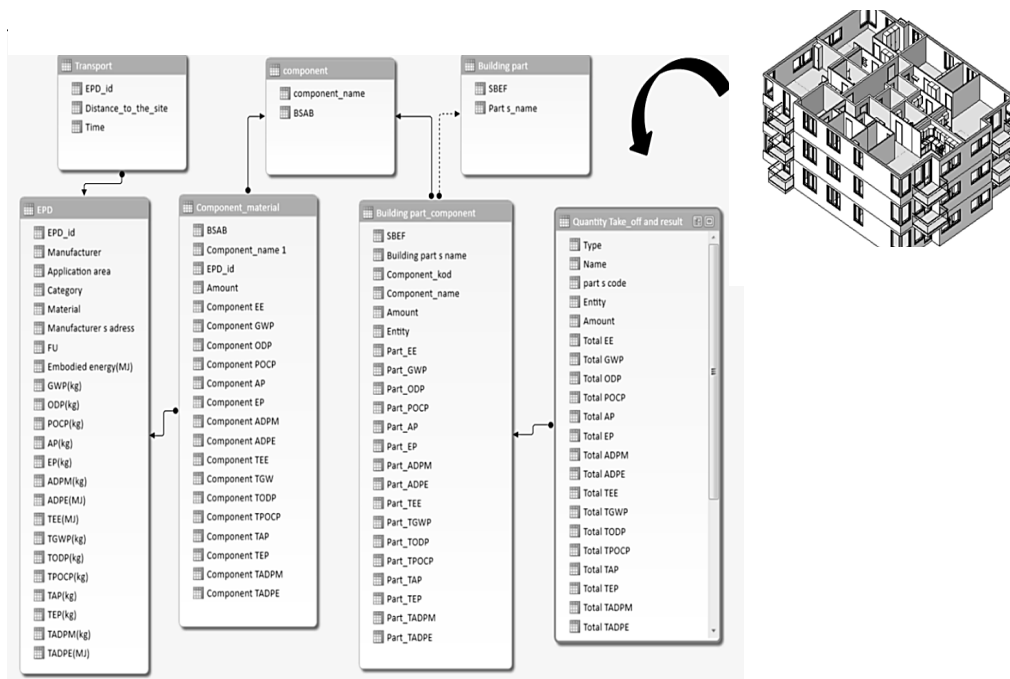 Transport
EPD_id
Distance_to_the_site
Time
component
component_name
BSAB
Building part
SBEF
Part s_name
EPD
EPD_id
Manufacturer
Application area
Category
Material
Manufacturer s adress
FU
Embodied energy(MJ)
GWP(kg)
ODP(kg)
POCP(kg)
AP(kg)
EP(kg)
ADPM(kg)
ADPE(MJ)
TEE(MJ)
TGWP(kg)
TODP(kg)
TPOCP(kg)
TAP(kg)
TEP(kg)
TADPM(kg)
TADPE(MJ)
Component_material
BSAB
Component_name 1
EPD_id
Amount
Component EE
Component GWP
Component ODP
Component POCP
Component AP
Component EP
Component ADPM
Component ADPE
Component TEE
Component TGW
Component TODP
Component TPOCP
Component TAP
Component TEP
Component TADPM
Component TADPE
Building part_component
SBEF
Building part s name
Component_kod
Component_name
Amount
Entity
Part_EE
Part_GWP
Part_ODP
Part_POCP
Part_AP
Part_EP
Part_ADPM
Part_ADPE
Part_TEE
Part_TGWP
Part_TODP
Part_TPOCP
Part_TAP
Part_TEP
Part_TADPM
Part_TADPE
Quantity Take_off and result
Type
Name
part s code
Entity
Amount
Total EE
Total GWP
Total ODP
Total POCP
Total AP
Total EP
Total ADPM
Total ADPE
Total TEE
Total TGWP
Total TODP
Total TPOCP
Total TAP
Total TEP
Total TADPM
Total TADPE